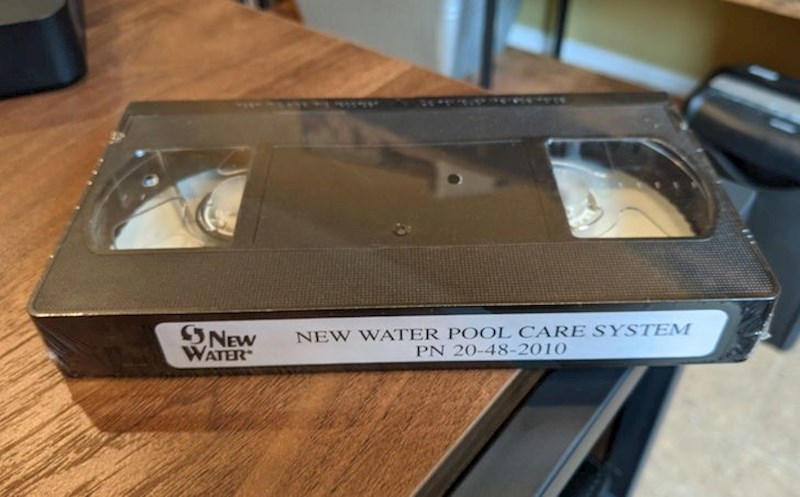 NEW
WATER®
NEW WATER POOL CARE SYSTEM
PN 20-48-2010